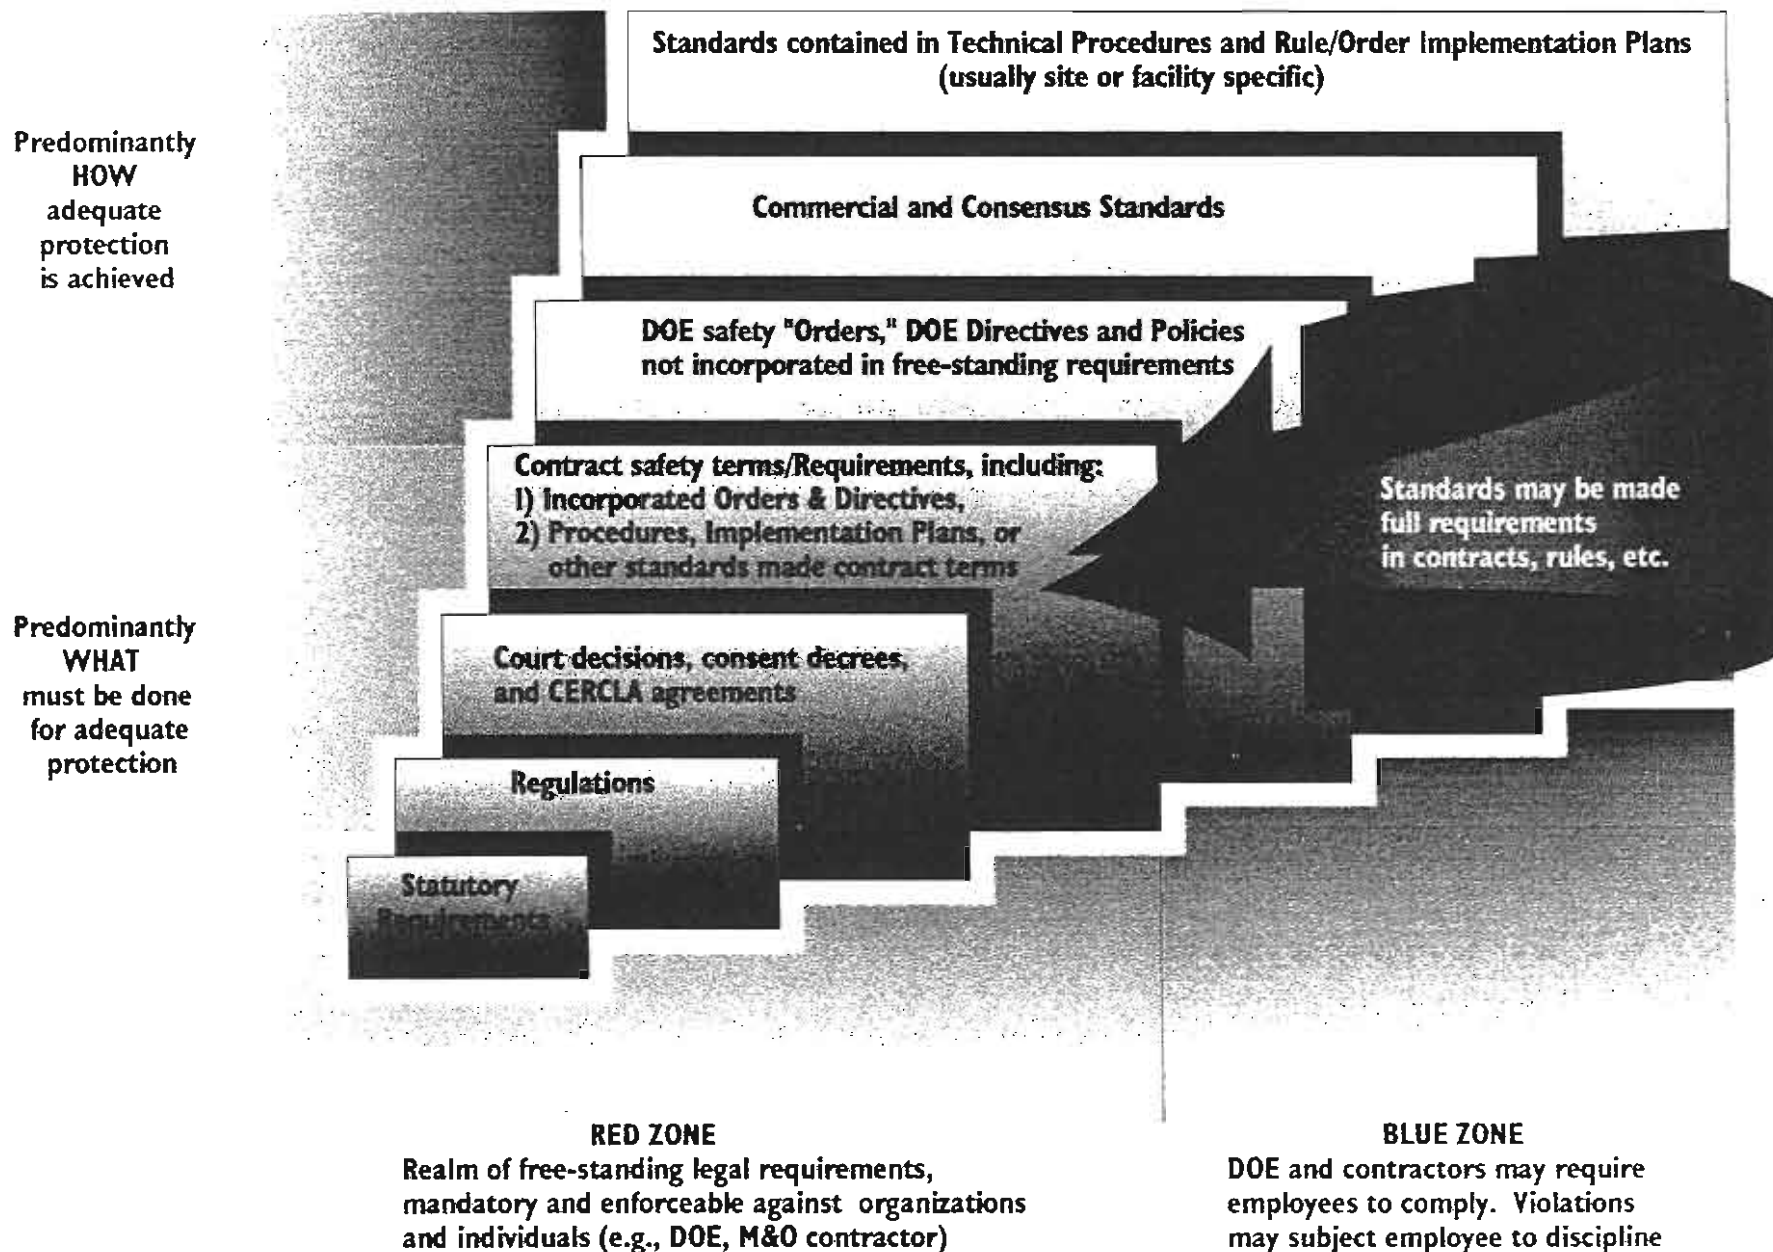 Standards contained in Technical Procedures and Rule/Order Implementation Plans
(usually site or facility specific)
Predominantly
HOW
adequate
protection
is achieved
Commercial and Consensus Standards
DOE safety "Orders," DOE Directives and Policies
not incorporated in free-standing requirements
Contract safety terms/Requirements, including:
1) Incorporated Orders & Directives,
2) Procedures, Implementation Plans, or
other standards made contract terms
Standards may be made
full requirements
in contracts, rules, etc.
Predominantly
WHAT
must be done
for adequate
protection
Court decisions, consent decrees,
and CERCLA agreements
Regulations
Statutory
Requirements
RED ZONE
Realm of free-standing legal requirements,
mandatory and enforceable against organizations
and individuals (e.g., DOE, M&O contractor)
BLUE ZONE
DOE and contractors may require
employees to comply. Violations
may subject employee to discipline